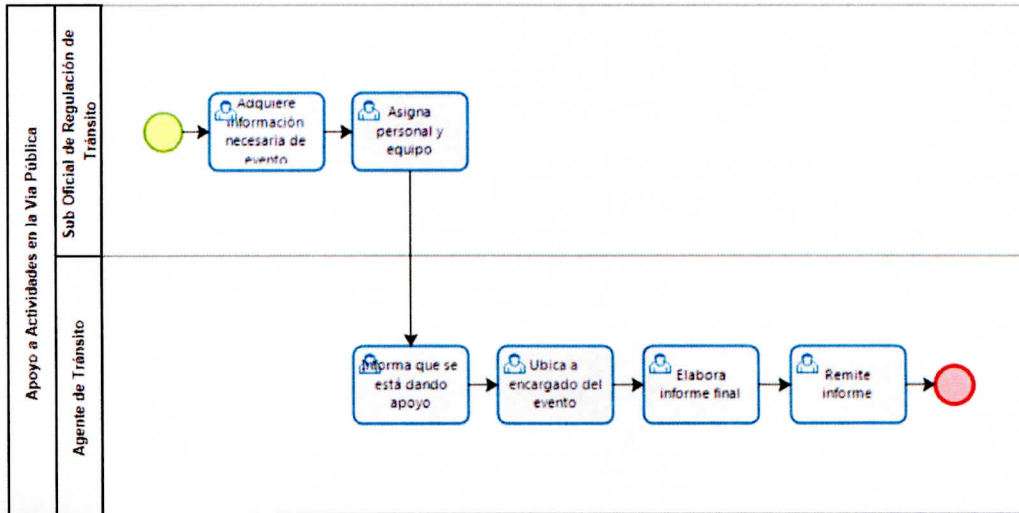 Apoyo a Actividades en la Via Pública
Sub Oficial de Regulación de
Tránsito
Adquiere
información
necesaria de
evento
Asigna
personal y
equipo
Agente de Tránsito
Informa que se
está dando
apoyo
Ubica a
encargado del
evento
Elabora
informe final
Remite
informe